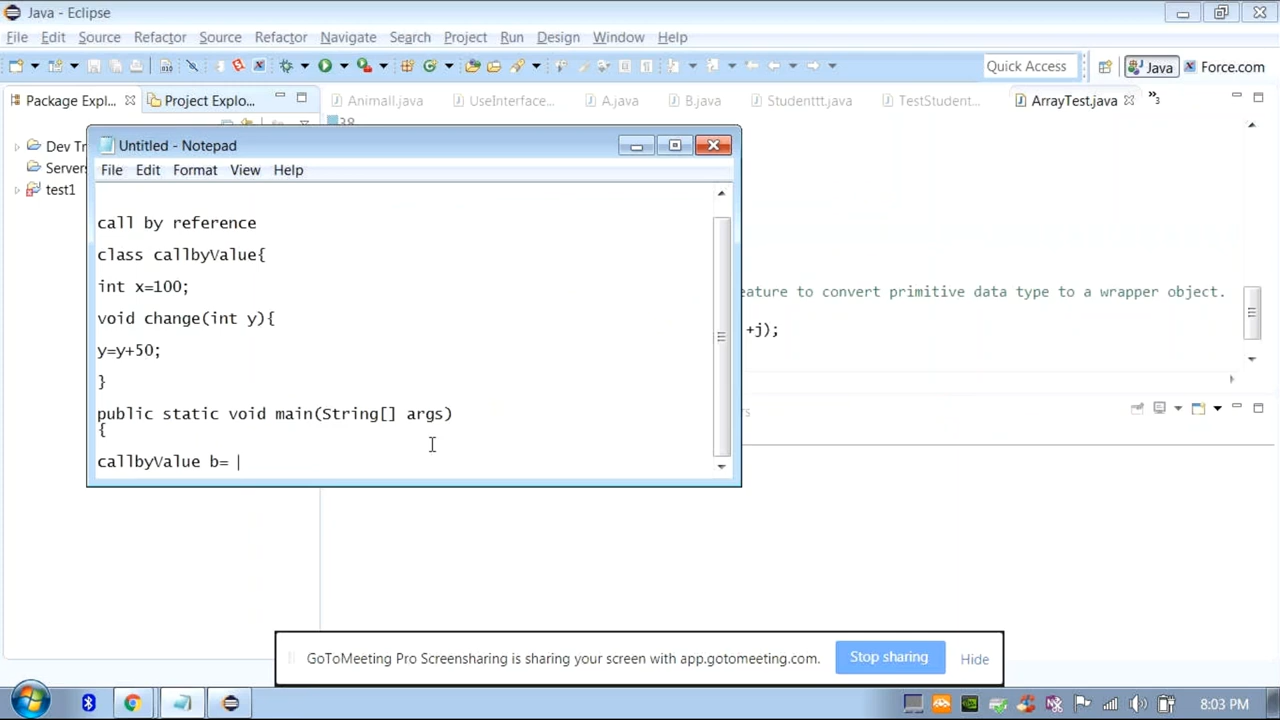 Java - Eclipse
File Edit Source Refactor Source Refactor Navigate Search Project Run Design Window Help
Quick Access Java Force.com
Package Expl... Project Explo... Animall.java UseInterface... A.java B.java Studenttt.java TestStudent... ArrayTest.java »3
38
Dev Tr
Servers
test1
Untitled - Notepad
File Edit Format View Help
call by reference
class callbyValue{
int x=100;
void change(int y){
y=y+50;
}
public static void main(String[] args)
{
callbyValue b=
eature to convert primitive data type to a wrapper object.
+j);
rs
GoToMeeting Pro Screensharing is sharing your screen with app.gotomeeting.com. Stop sharing Hide
8:03 PM